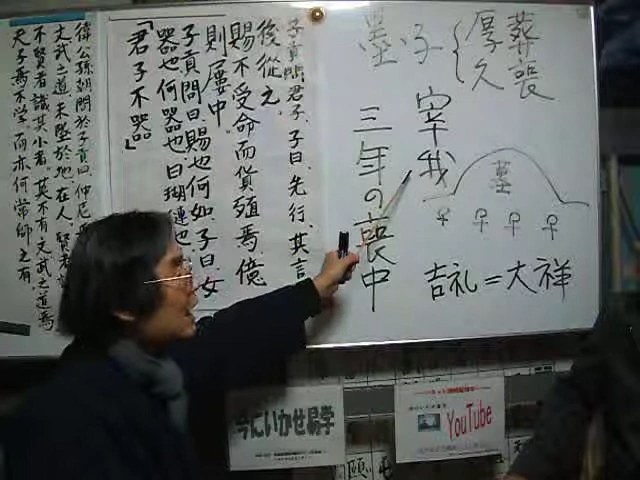 葬喪
厚久
墨子
宰我
三年の喪中
墓
吉礼=大祥
子貢問君子、子曰、先行、其言
後從之
賜不受命而貨殖焉億
則屢中
子貢問曰賜也何如、子曰、女
器也何器也曰瑚璉也
「君子不器」
衛公孫朝問於子貢曰、仲尼
文武之道未墜於地在人賢者
不賢者識其小者莫不有文武之道焉
夫子焉不学而亦何常師之有
今にいかせ易学
YouTube